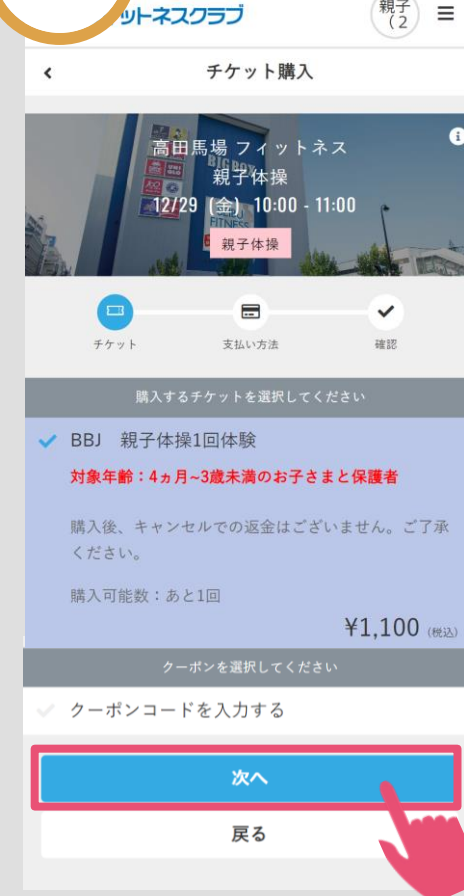 ットネスクラブ
親子
(2
チケット購入
高田馬場 フィットネス
親子体操
12/29 (金) 10:00 - 11:00
親子体操
BIGBOX
FITNESS
チケット
支払い方法
確認
購入するチケットを選択してください
BBJ 親子体操1回体験
対象年齢：4ヵ月~3歳未満のお子さまと保護者
購入後、キャンセルでの返金はございません。ご了承
ください。
購入可能数：あと1回
¥1,100 (税込)
クーポンを選択してください
クーポンコードを入力する
次へ
戻る